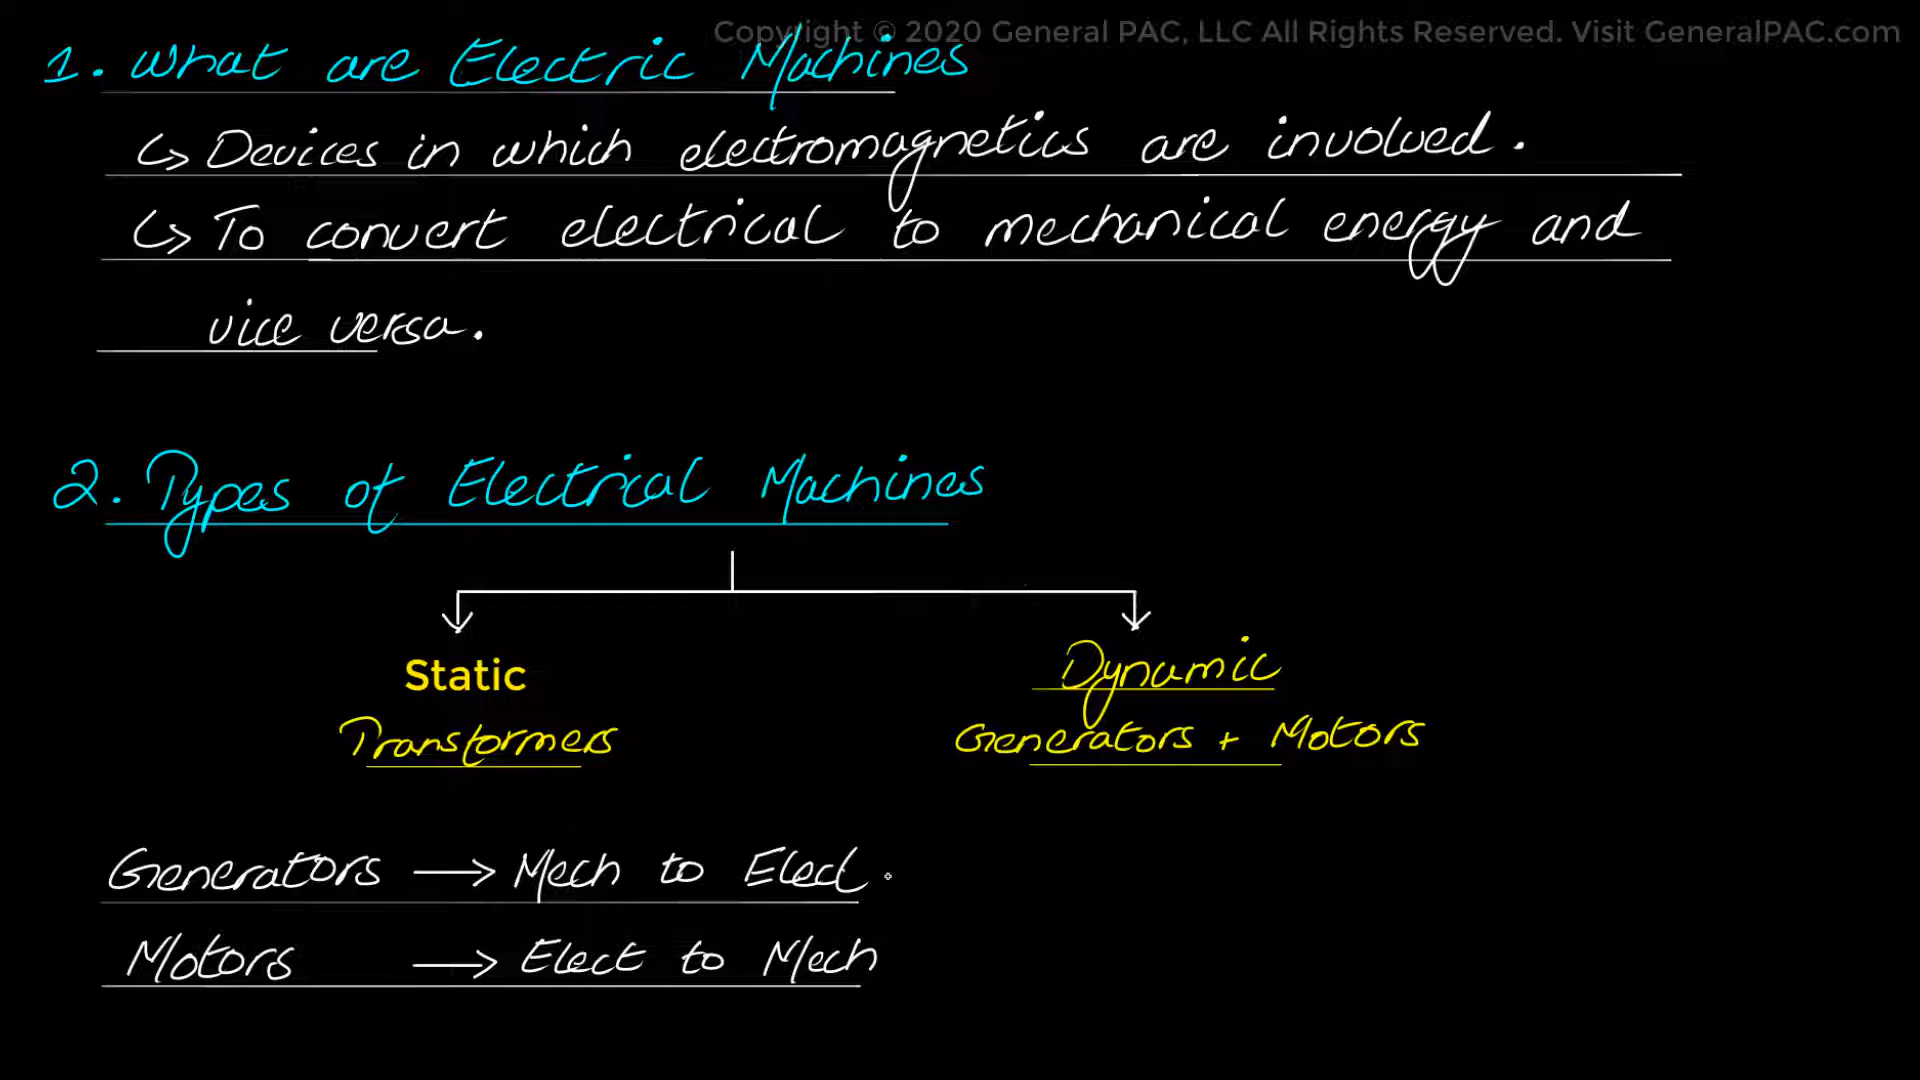 Copyright © 2020 General PAC, LLC All Rights Reserved. Visit GeneralPAC.com
1. What are Electric Machines
↳ Devices in which electromagnetics are involved.
↳ To convert electrical to mechanical energy and
vice versa.
2. Types of Electrical Machines
Static Dynamic
Transformers Generators + Motors
Generators → Mech to Elect.
Motors → Elect to Mech